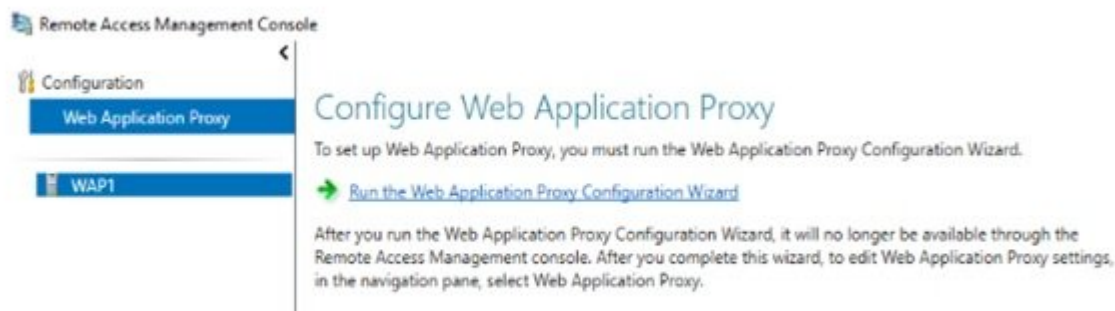 Remote Access Management Console
Configuration
Web Application Proxy
WAP1
Configure Web Application Proxy
To set up Web Application Proxy, you must run the Web Application Proxy Configuration Wizard.
Run the Web Application Proxy Configuration Wizard
After you run the Web Application Proxy Configuration Wizard, it will no longer be available through the
Remote Access Management console. After you complete this wizard, to edit Web Application Proxy settings,
in the navigation pane, select Web Application Proxy.